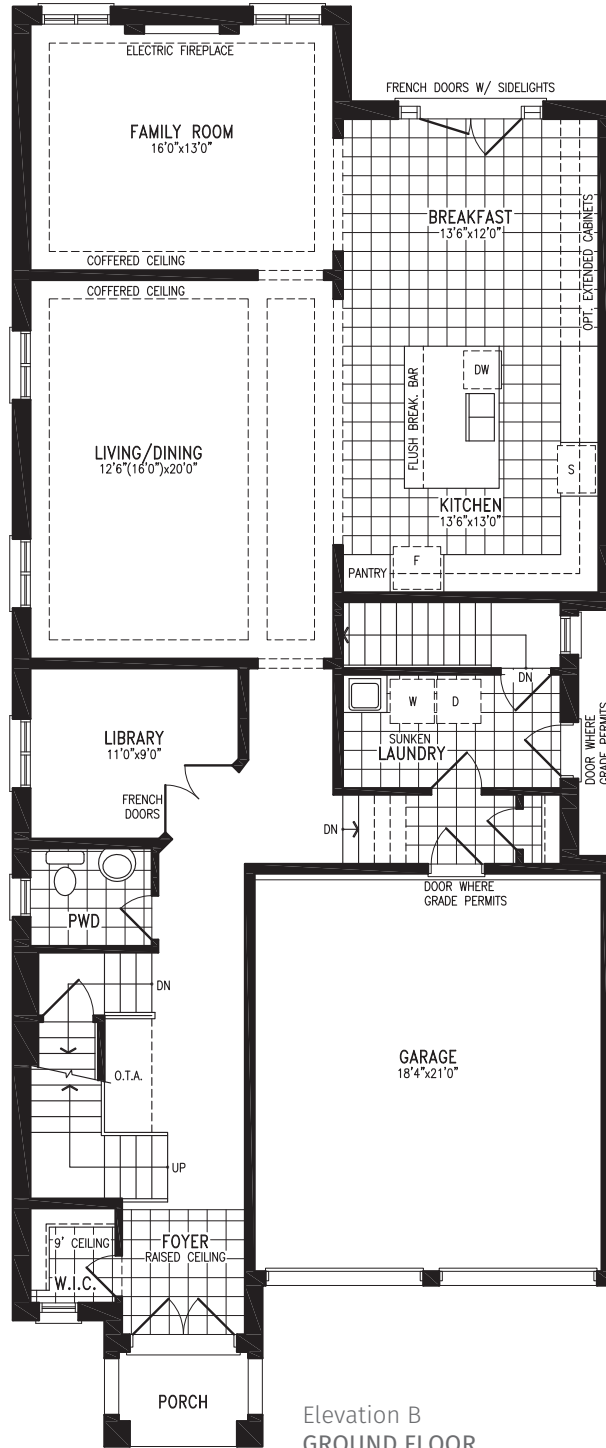 ELECTRIC FIREPLACE
FAMILY ROOM
16'0"x13'0"
COFFERED CEILING
FRENCH DOORS W/ SIDELIGHTS
BREAKFAST
13'6"x12'0"
OPT. EXTENDED CABINETS
COFFERED CEILING
LIVING/DINING
12'6"(16'0")x20'0"
FLUSH BREAK. BAR
DW
S
KITCHEN
13'6"x13'0"
PANTRY
F
DN
W
D
SUNKEN
LAUNDRY
DOOR WHERE
GRADE PERMITS
LIBRARY
11'0"x9'0"
FRENCH
DOORS
DN
DOOR WHERE
GRADE PERMITS
PWD
DN
O.T.A.
UP
GARAGE
18'4"x21'0"
9' CEILING
W.I.C.
FOYER
RAISED CEILING
PORCH
Elevation B
GROUND FLOOR